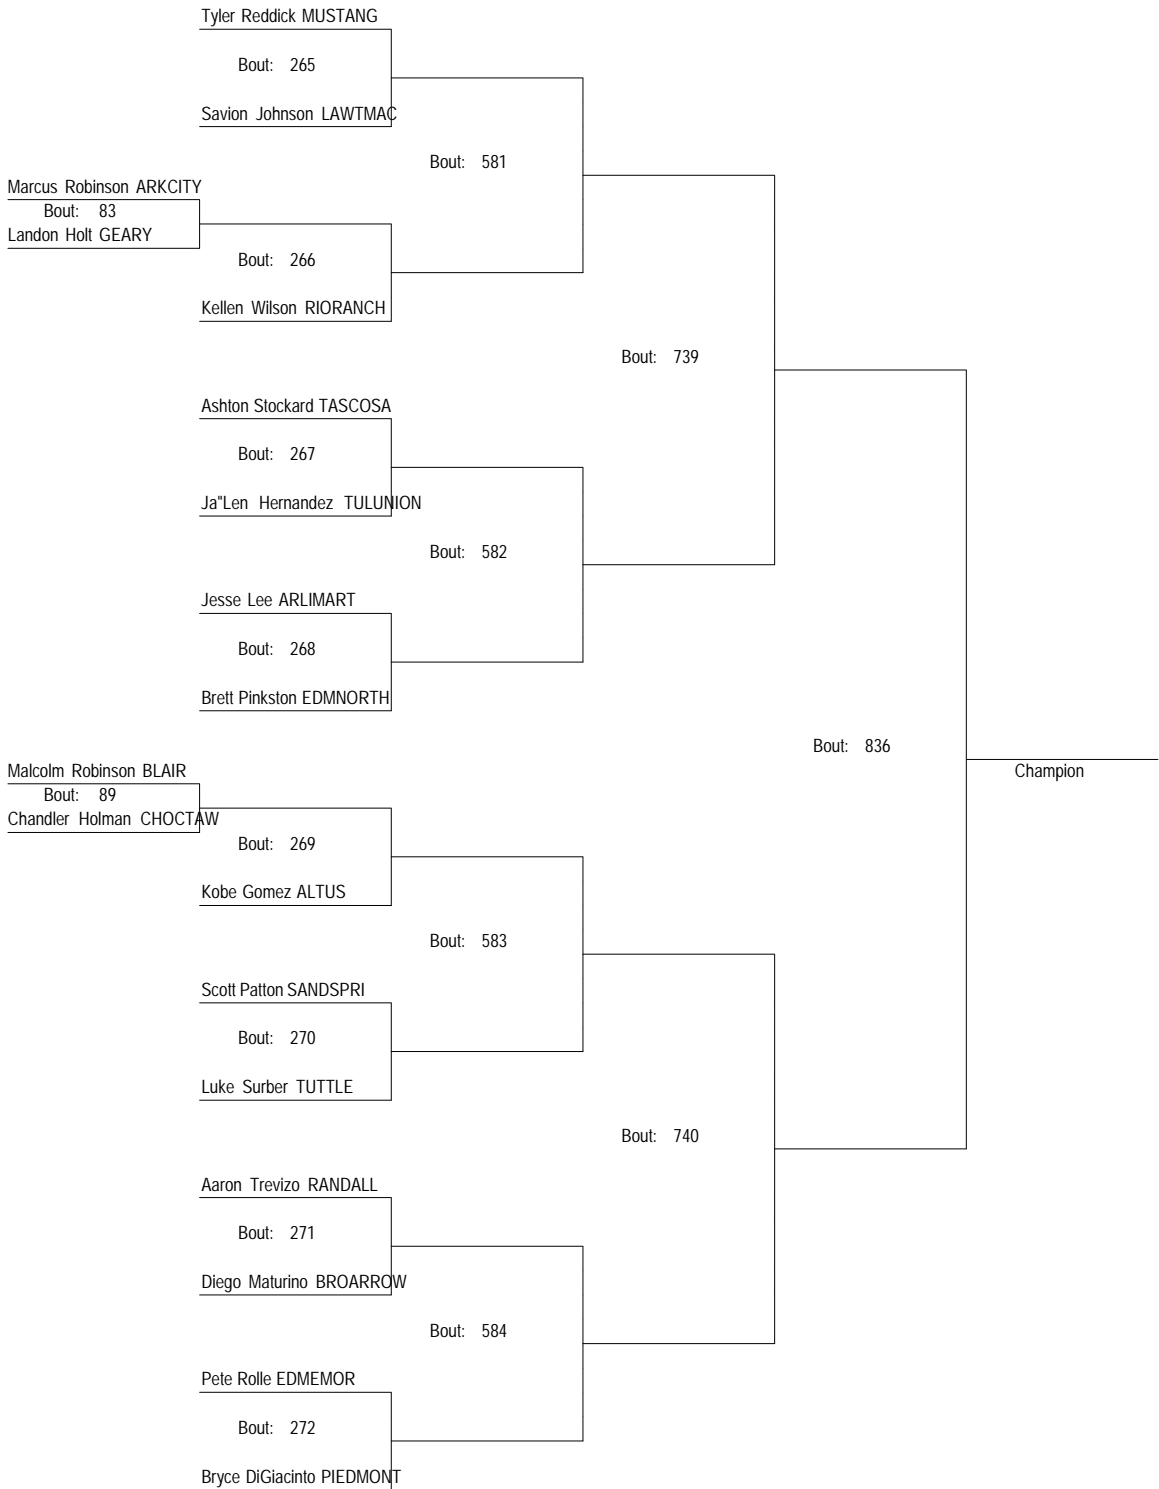 Tyler Reddick MUSTANG
Bout: 265
Savion Johnson LAWTMAC
Bout: 581
Marcus Robinson ARKCITY
Bout: 83
Landon Holt GEARY
Bout: 266
Kellen Wilson RIORANCH
Bout: 739
Ashton Stockard TASCOSA
Bout: 267
Ja"Len Hernandez TULUNION
Bout: 582
Jesse Lee ARLIMART
Bout: 268
Brett Pinkston EDMNORTH
Bout: 836
Malcolm Robinson BLAIR
Champion
Bout: 89
Chandler Holman CHOCTAW
Bout: 269
Kobe Gomez ALTUS
Bout: 583
Scott Patton SANDSPRI
Bout: 270
Luke Surber TUTTLE
Bout: 740
Aaron Trevizo RANDALL
Bout: 271
Diego Maturino BROARROW
Bout: 584
Pete Rolle EDMEMOR
Bout: 272
Bryce DiGiacinto PIEDMONT